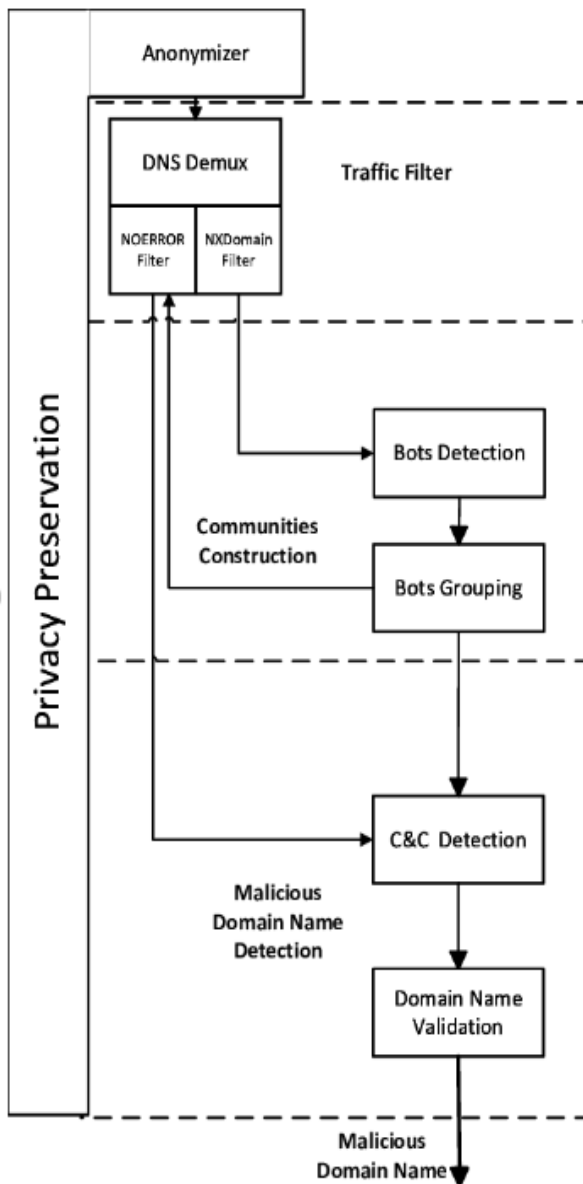 Anonymizer
DNS Demux
Traffic Filter
NOERROR
Filter
NXDomain
Filter
Privacy Preservation
Bots Detection
Communities
Construction
Bots Grouping
C&C Detection
Malicious
Domain Name
Detection
Domain Name
Validation
Malicious
Domain Name